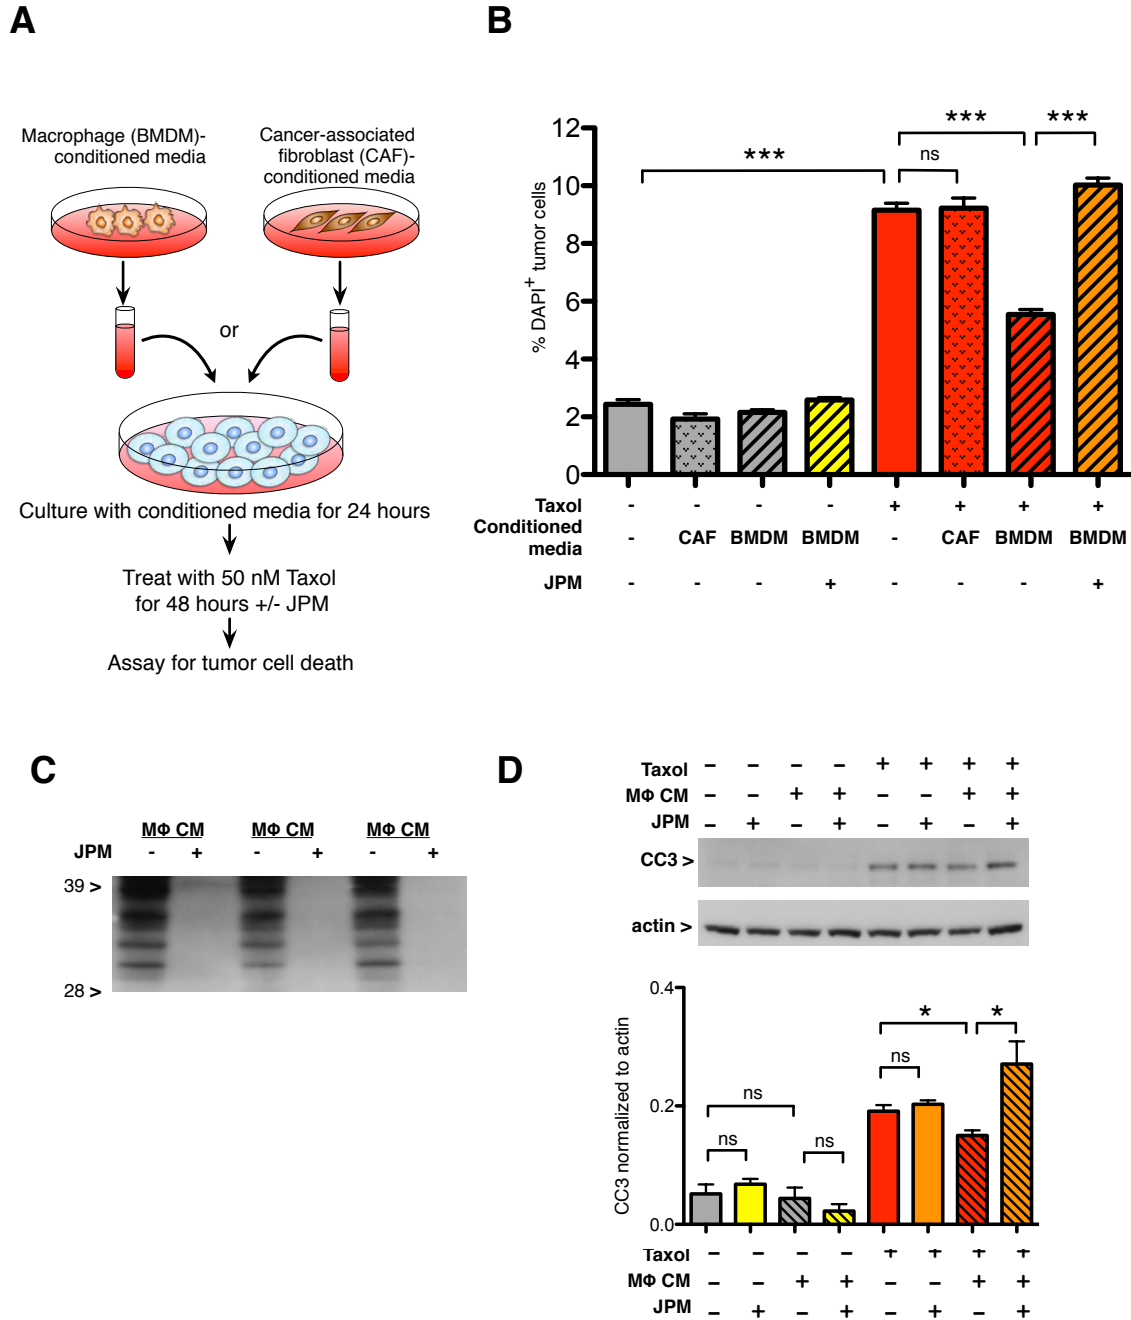 A
Macrophage (BMDM)-
conditioned media
Cancer-associated
fibroblast (CAF)-
conditioned media
or
Culture with conditioned media for 24 hours
Treat with 50 nM Taxol
for 48 hours +/- JPM
Assay for tumor cell death
B
% DAPI+ tumor cells
12
10
8
6
4
2
0
*** ns *** ***
Taxol - - - - + + + +
Conditioned
media - CAF BMDM BMDM - CAF BMDM BMDM
JPM - - - + - - - +
C
MΦ CM MΦ CM MΦ CM
JPM - + - + - +
39 >
28 >
D
Taxol – – – – + + + +
MΦ CM – – + + – – + +
JPM – + – + – + – +
CC3 >
actin >
CC3 normalized to actin
0.4
0.2
0.0
ns ns ns ns * *
Taxol – – – – + + + +
MΦ CM – – + + – – + +
JPM – + – + – + – +